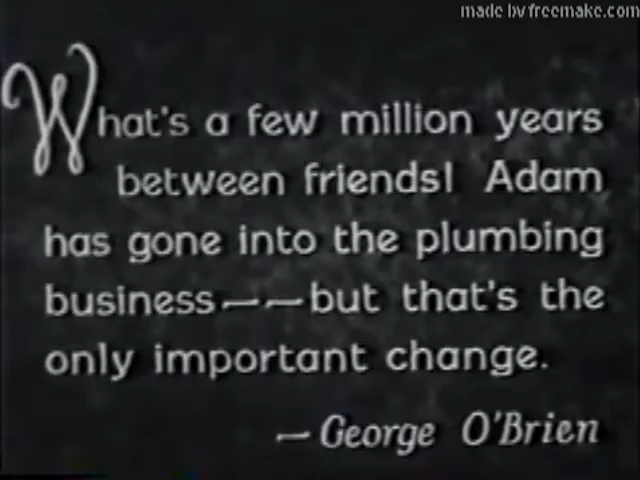 made by freemake.com
What's a few million years
between friends! Adam
has gone into the plumbing
business——but that's the
only important change.
—George O'Brien